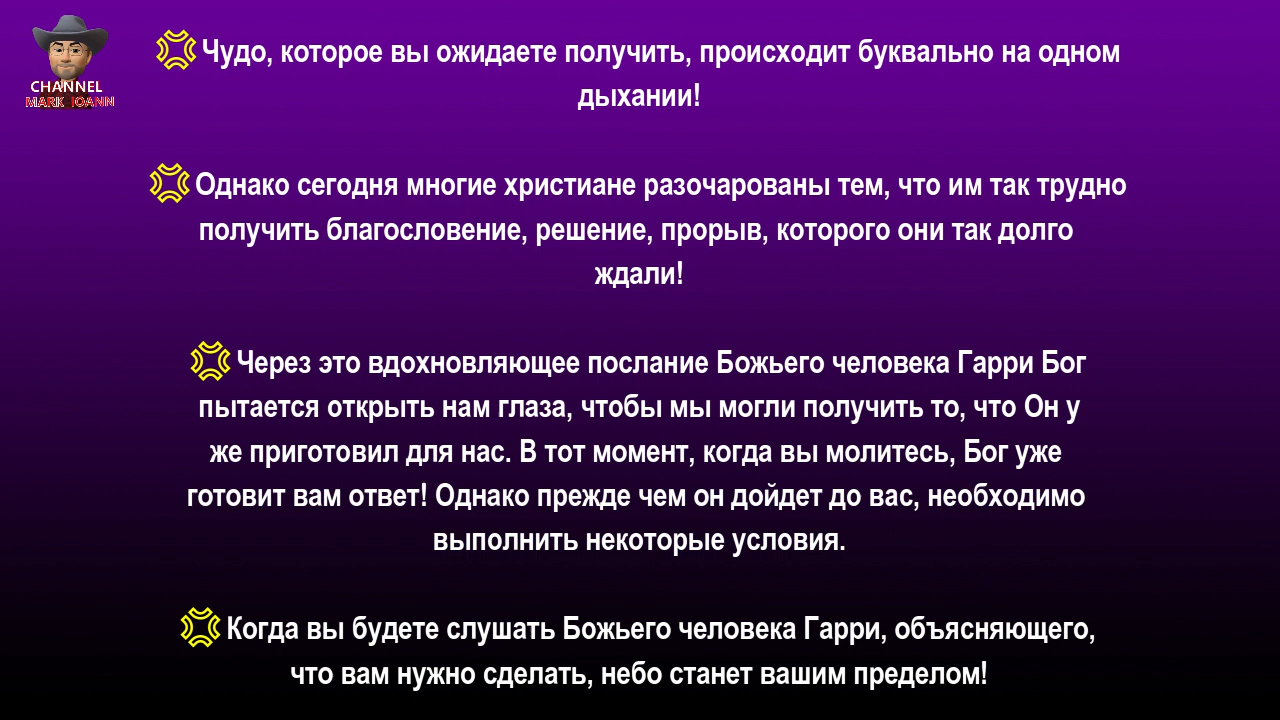 CHANNEL
MARK IOANN
Чудо, которое вы ожидаете получить, происходит буквально на одном
дыхании!
Однако сегодня многие христиане разочарованы тем, что им так трудно
получить благословение, решение, прорыв, которого они так долго
ждали!
Через это вдохновляющее послание Божьего человека Гарри Бог
пытается открыть нам глаза, чтобы мы могли получить то, что Он у
же приготовил для нас. В тот момент, когда вы молитесь, Бог уже
готовит вам ответ! Однако прежде чем он дойдет до вас, необходимо
выполнить некоторые условия.
Когда вы будете слушать Божьего человека Гарри, объясняющего,
что вам нужно сделать, небо станет вашим пределом!